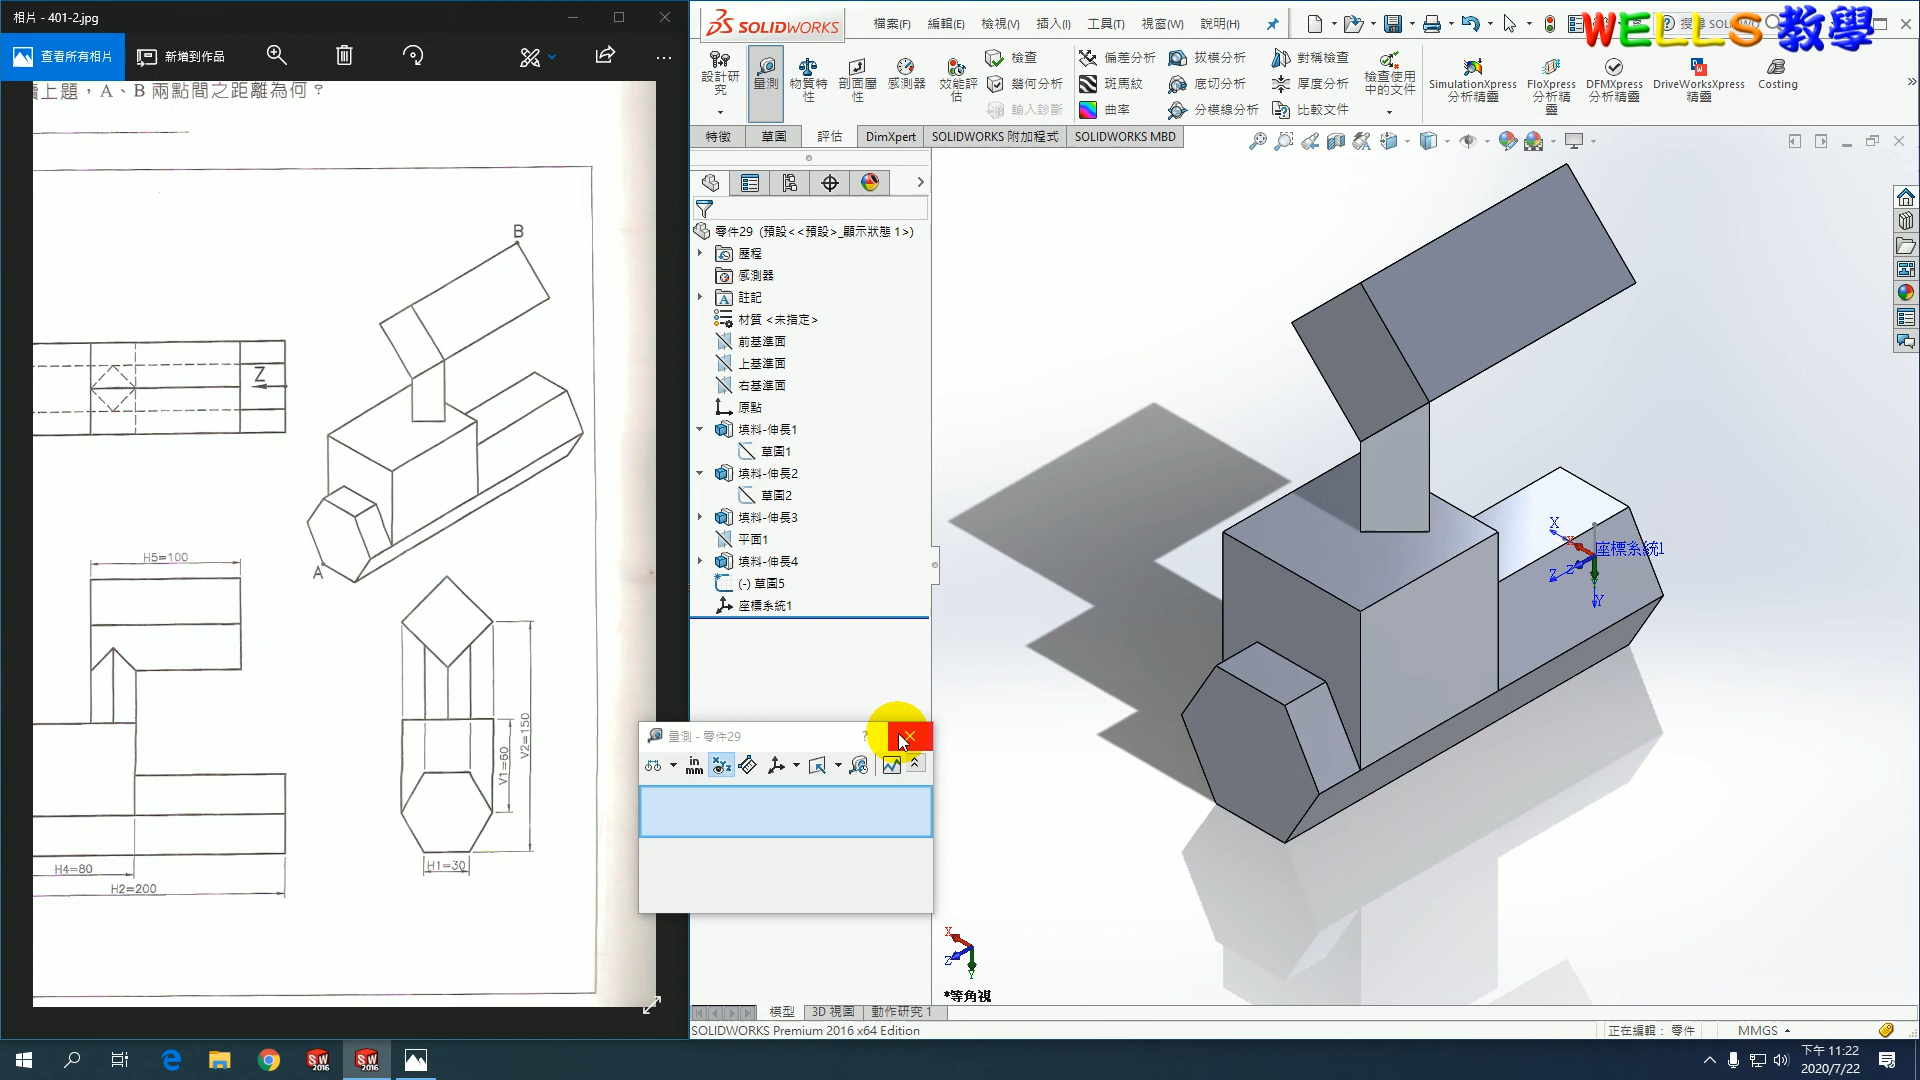 相片 - 401-2.jpg
查看所有相片
新增到作品
上題，A、B 兩點間之距離為何？
B
Z
A
H5=100
V1=60
V2=150
H4=80
H2=200
H1=30
SOLIDWORKS
檔案(F)
編輯(E)
檢視(V)
插入(I)
工具(T)
視窗(W)
說明(H)
WELLS教學
設計研究
量測
物質特性
剖面屬性
感測器
效能評估
檢查
幾何分析
輸入診斷
偏差分析
斑馬紋
曲率
拔模分析
底切分析
分模線分析
對稱檢查
厚度分析
比較文件
檢查使用中的文件
SimulationXpress 分析精靈
FloXpress 分析精靈
DFMXpress 分析精靈
DriveWorksXpress 精靈
Costing
特徵
草圖
評估
DimXpert
SOLIDWORKS 附加程式
SOLIDWORKS MBD
零件29 (預設<<預設>_顯示狀態 1>)
歷程
感測器
註記
材質 <未指定>
前基準面
上基準面
右基準面
原點
填料-伸長1
草圖1
填料-伸長2
草圖2
填料-伸長3
平面1
填料-伸長4
(-) 草圖5
座標系統1
量測 - 零件29
?
in
mm
X
座標系統1
Z
Z
Y
X
Z
Y
*等角視
模型
3D 視圖
動作研究 1
SOLIDWORKS Premium 2016 x64 Edition
正在編輯： 零件
MMGS
下午 11:22
2020/7/22